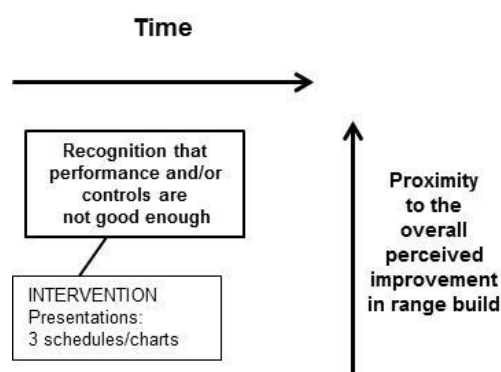 Time
Recognition that
performance and/or
controls are
not good enough
INTERVENTION
Presentations:
3 schedules/charts
Proximity
to the
overall
perceived
improvement
in range build